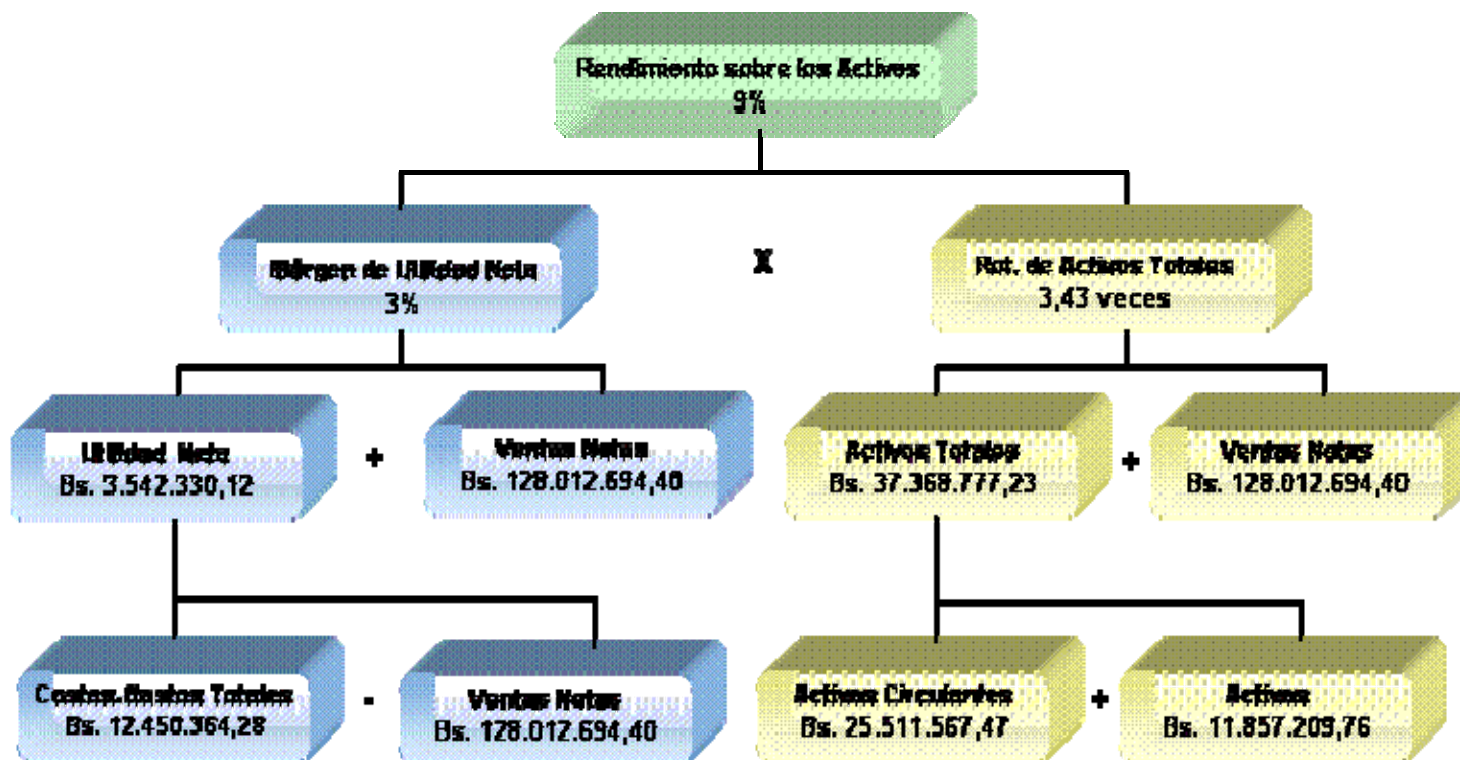 Rendimiento sobre los Activos
9%
Márgen de Utilidad Neta
3%
X
Rot. de Activos Totales
3,43 veces
Utilidad Neta
Bs. 3.542.330,12
+
Ventas Netas
Bs. 128.012.694,40
Activos Totales
Bs. 37.368.777,23
+
Ventas Netas
Bs. 128.012.694,40
Costos-Gastos Totales
Bs. 12.450.364,28
-
Ventas Netas
Bs. 128.012.694,40
Activos Circulantes
Bs. 25.511.567,47
+
Activos
Bs. 11.857.209,76